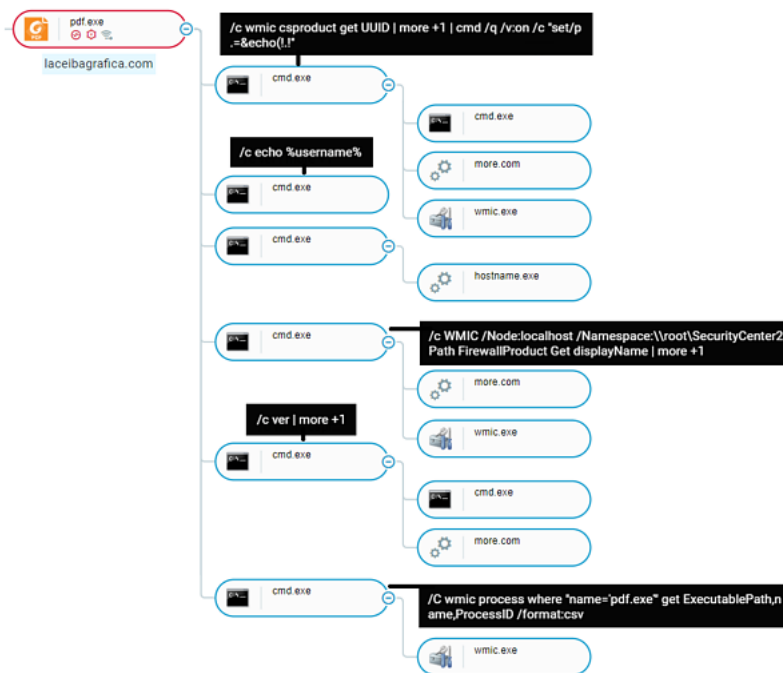 pdf.exe
PDF
laceibagrafica.com
/c wmic csproduct get UUID | more +1 | cmd /q /v:on /c "set/p
.=&echo(!.!"
cmd.exe
cmd.exe
more.com
wmic.exe
/c echo %username%
cmd.exe
cmd.exe
hostname.exe
/c WMIC /Node:localhost /Namespace:\\root\SecurityCenter2
Path FirewallProduct Get displayName | more +1
cmd.exe
more.com
wmic.exe
/c ver | more +1
cmd.exe
cmd.exe
more.com
/C wmic process where "name='pdf.exe'" get ExecutablePath,n
ame,ProcessID /format:csv
cmd.exe
wmic.exe